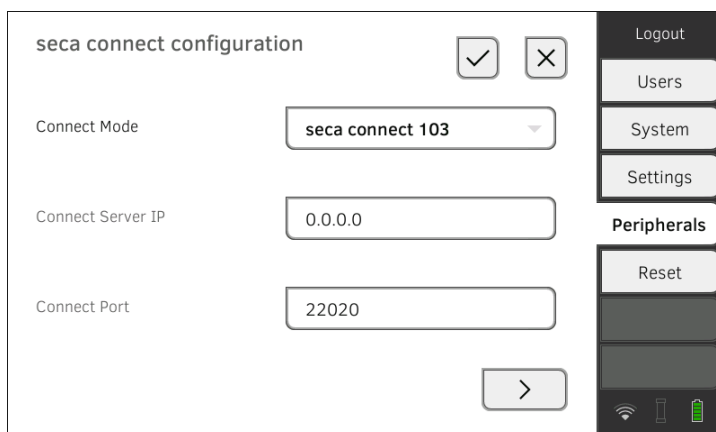 seca connect configuration
Connect Mode
seca connect 103
Connect Server IP
0.0.0.0
Connect Port
22020
Logout
Users
System
Settings
Peripherals
Reset